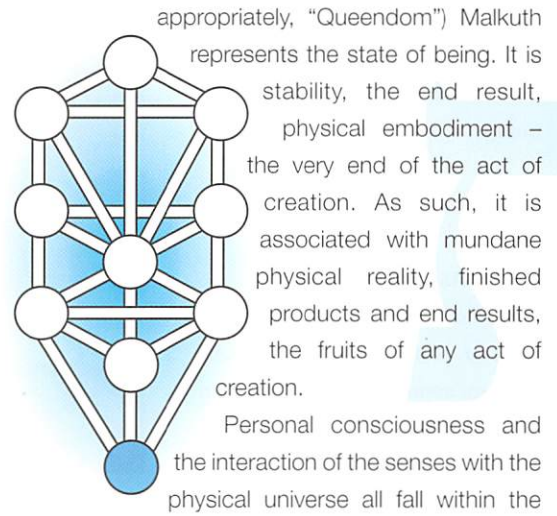 appropriately, “Queendom”) Malkuth
represents the state of being. It is
stability, the end result,
physical embodiment –
the very end of the act of
creation. As such, it is
associated with mundane
physical reality, finished
products and end results,
the fruits of any act of
creation.
Personal consciousness and
the interaction of the senses with the
physical universe all fall within the